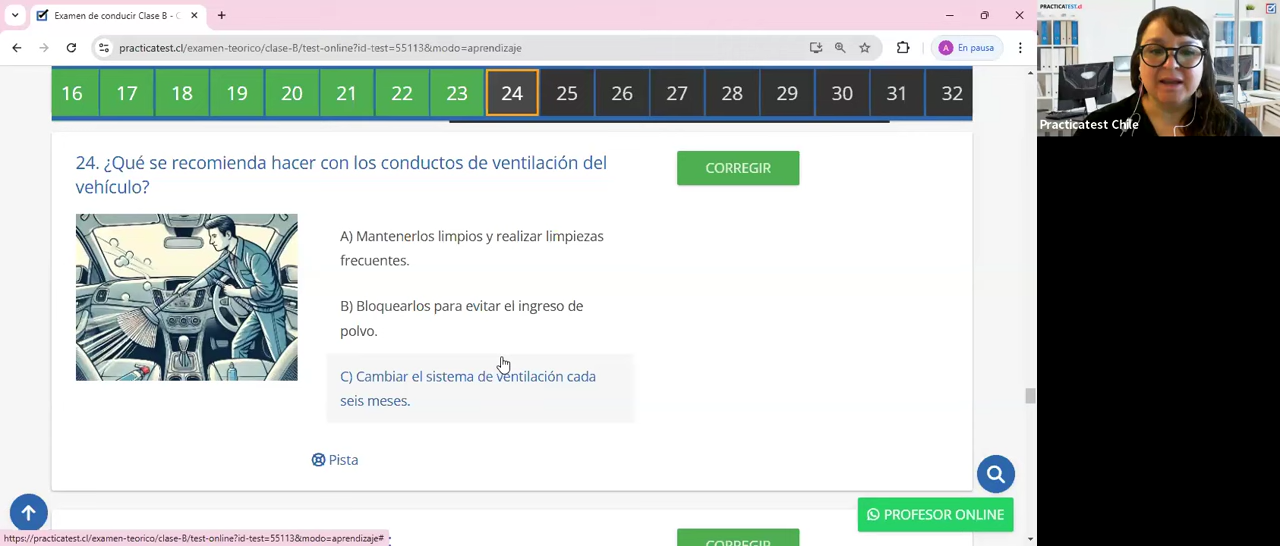 Examen de conducir Clase B - C
practicatest.cl/examen-teorico/clase-B/test-online?id-test=55113&modo=aprendizaje
A
En pausa
PRACTICATEST.cl
Practicatest Chile
16 17 18 19 20 21 22 23 24 25 26 27 28 29 30 31 32
24. ¿Qué se recomienda hacer con los conductos de ventilación del
vehículo?
CORREGIR
A) Mantenerlos limpios y realizar limpiezas
frecuentes.
B) Bloquearlos para evitar el ingreso de
polvo.
C) Cambiar el sistema de ventilación cada
seis meses.
Pista
PROFESOR ONLINE
https://practicatest.cl/examen-teorico/clase-B/test-online?id-test=55113&modo=aprendizaje#
CORREGIR